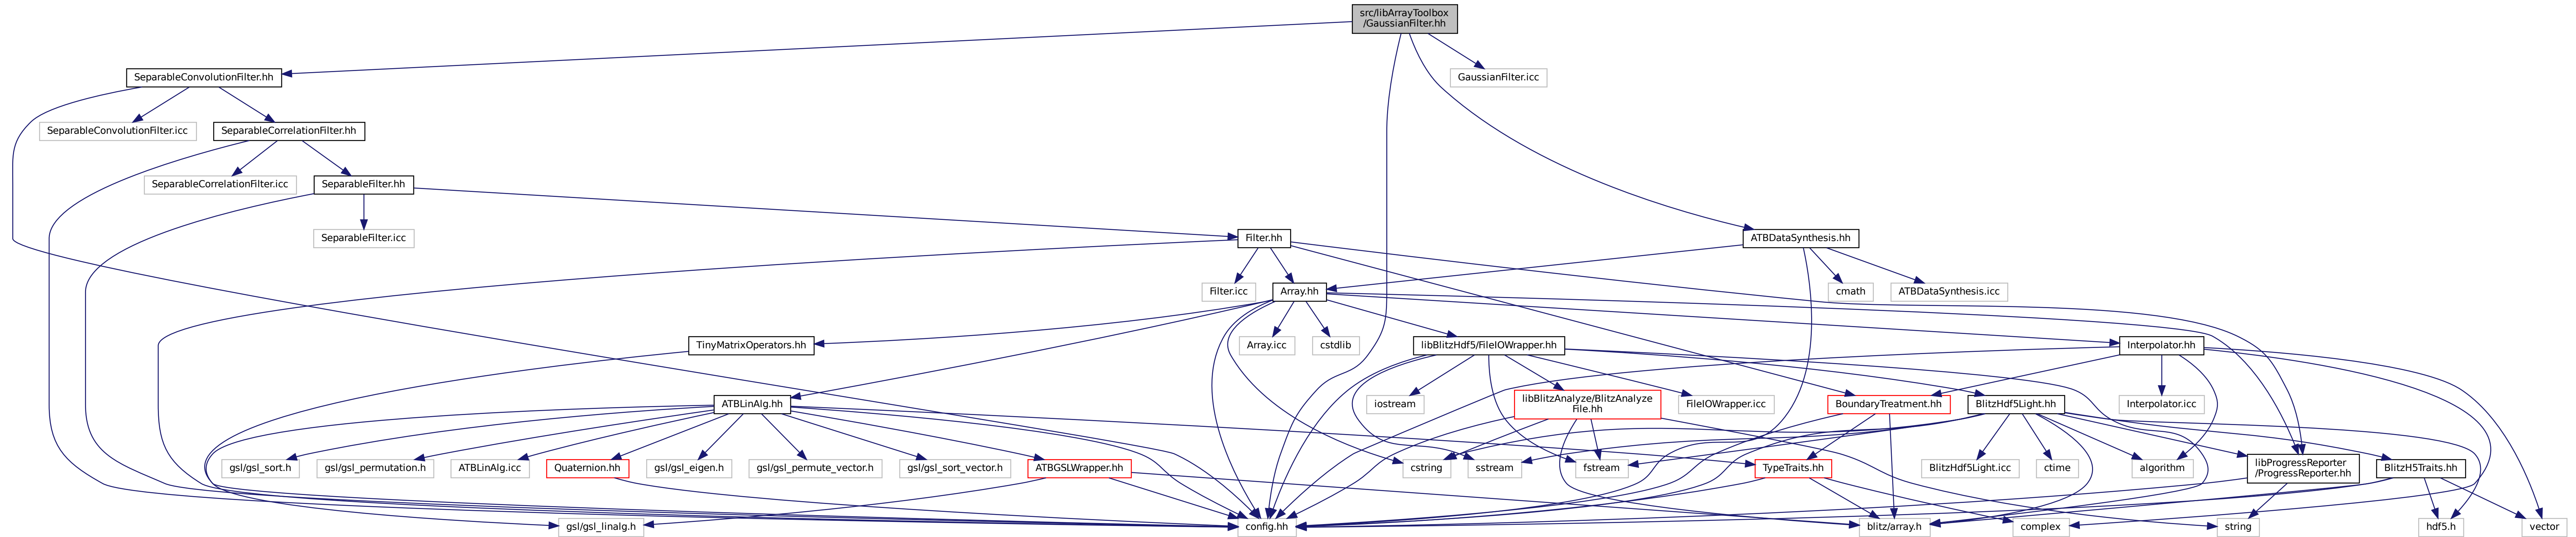 src/libArrayToolbox
/GaussianFilter.hh
SeparableConvolutionFilter.hh
GaussianFilter.icc
SeparableConvolutionFilter.icc
SeparableCorrelationFilter.hh
SeparableCorrelationFilter.icc
SeparableFilter.hh
SeparableFilter.icc
Filter.hh
ATBDataSynthesis.hh
Filter.icc
Array.hh
cmath
ATBDataSynthesis.icc
TinyMatrixOperators.hh
Array.icc
cstdlib
libBlitzHdf5/FileIOWrapper.hh
Interpolator.hh
ATBLinAlg.hh
iostream
libBlitzAnalyze/BlitzAnalyze
File.hh
FileIOWrapper.icc
BoundaryTreatment.hh
BlitzHdf5Light.hh
Interpolator.icc
gsl/gsl_sort.h
gsl/gsl_permutation.h
ATBLinAlg.icc
Quaternion.hh
gsl/gsl_eigen.h
gsl/gsl_permute_vector.h
gsl/gsl_sort_vector.h
ATBGSLWrapper.hh
cstring
sstream
fstream
TypeTraits.hh
BlitzHdf5Light.icc
ctime
algorithm
libProgressReporter
/ProgressReporter.hh
BlitzH5Traits.hh
gsl/gsl_linalg.h
config.hh
blitz/array.h
complex
string
hdf5.h
vector